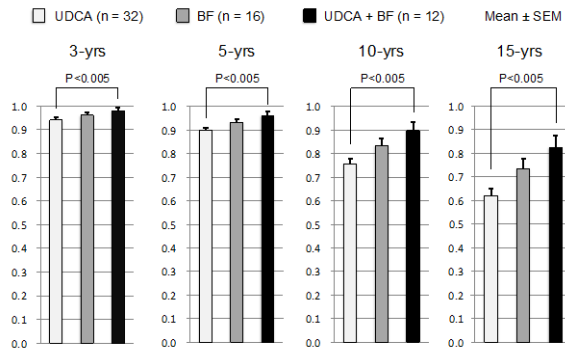 UDCA (n = 32) BF (n = 16) UDCA + BF (n = 12) Mean ± SEM
3-yrs 5-yrs 10-yrs 15-yrs
P<0.005 P<0.005 P<0.005 P<0.005
1.0 1.0 1.0 1.0
0.9 0.9 0.9 0.9
0.8 0.8 0.8 0.8
0.7 0.7 0.7 0.7
0.6 0.6 0.6 0.6
0.5 0.5 0.5 0.5
0.4 0.4 0.4 0.4
0.3 0.3 0.3 0.3
0.2 0.2 0.2 0.2
0.1 0.1 0.1 0.1
0.0 0.0 0.0 0.0